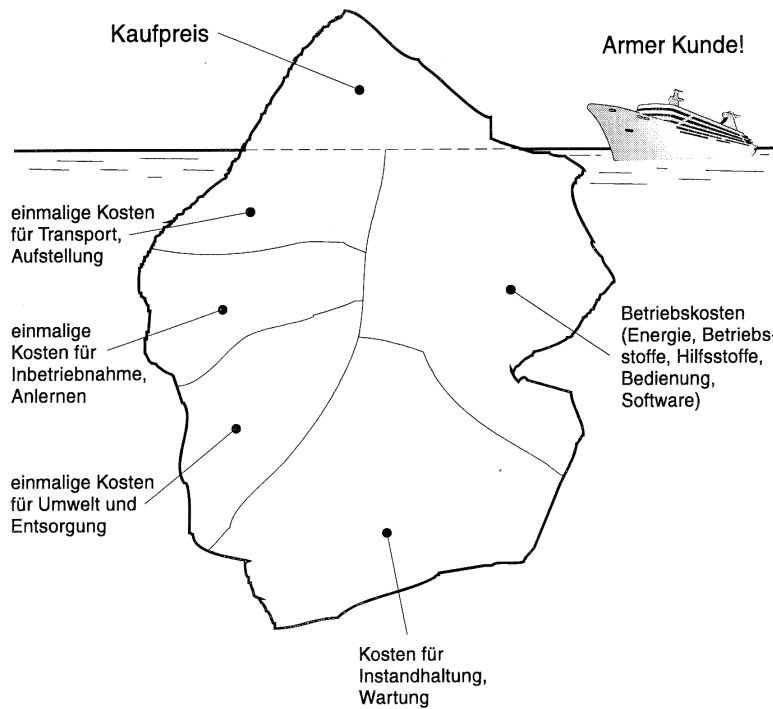 Kaufpreis
Armer Kunde!
einmalige Kosten
für Transport,
Aufstellung
einmalige
Kosten für
Inbetriebnahme,
Anlernen
einmalige Kosten
für Umwelt und
Entsorgung
Betriebskosten
(Energie, Betriebs-
stoffe, Hilfsstoffe,
Bedienung,
Software)
Kosten für
Instandhaltung,
Wartung